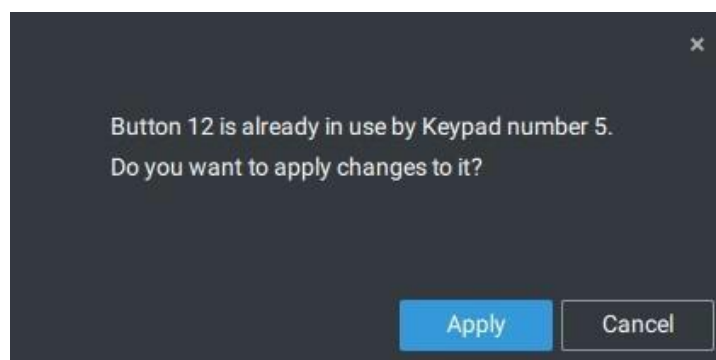 ×
Button 12 is already in use by Keypad number 5.
Do you want to apply changes to it?
Apply Cancel